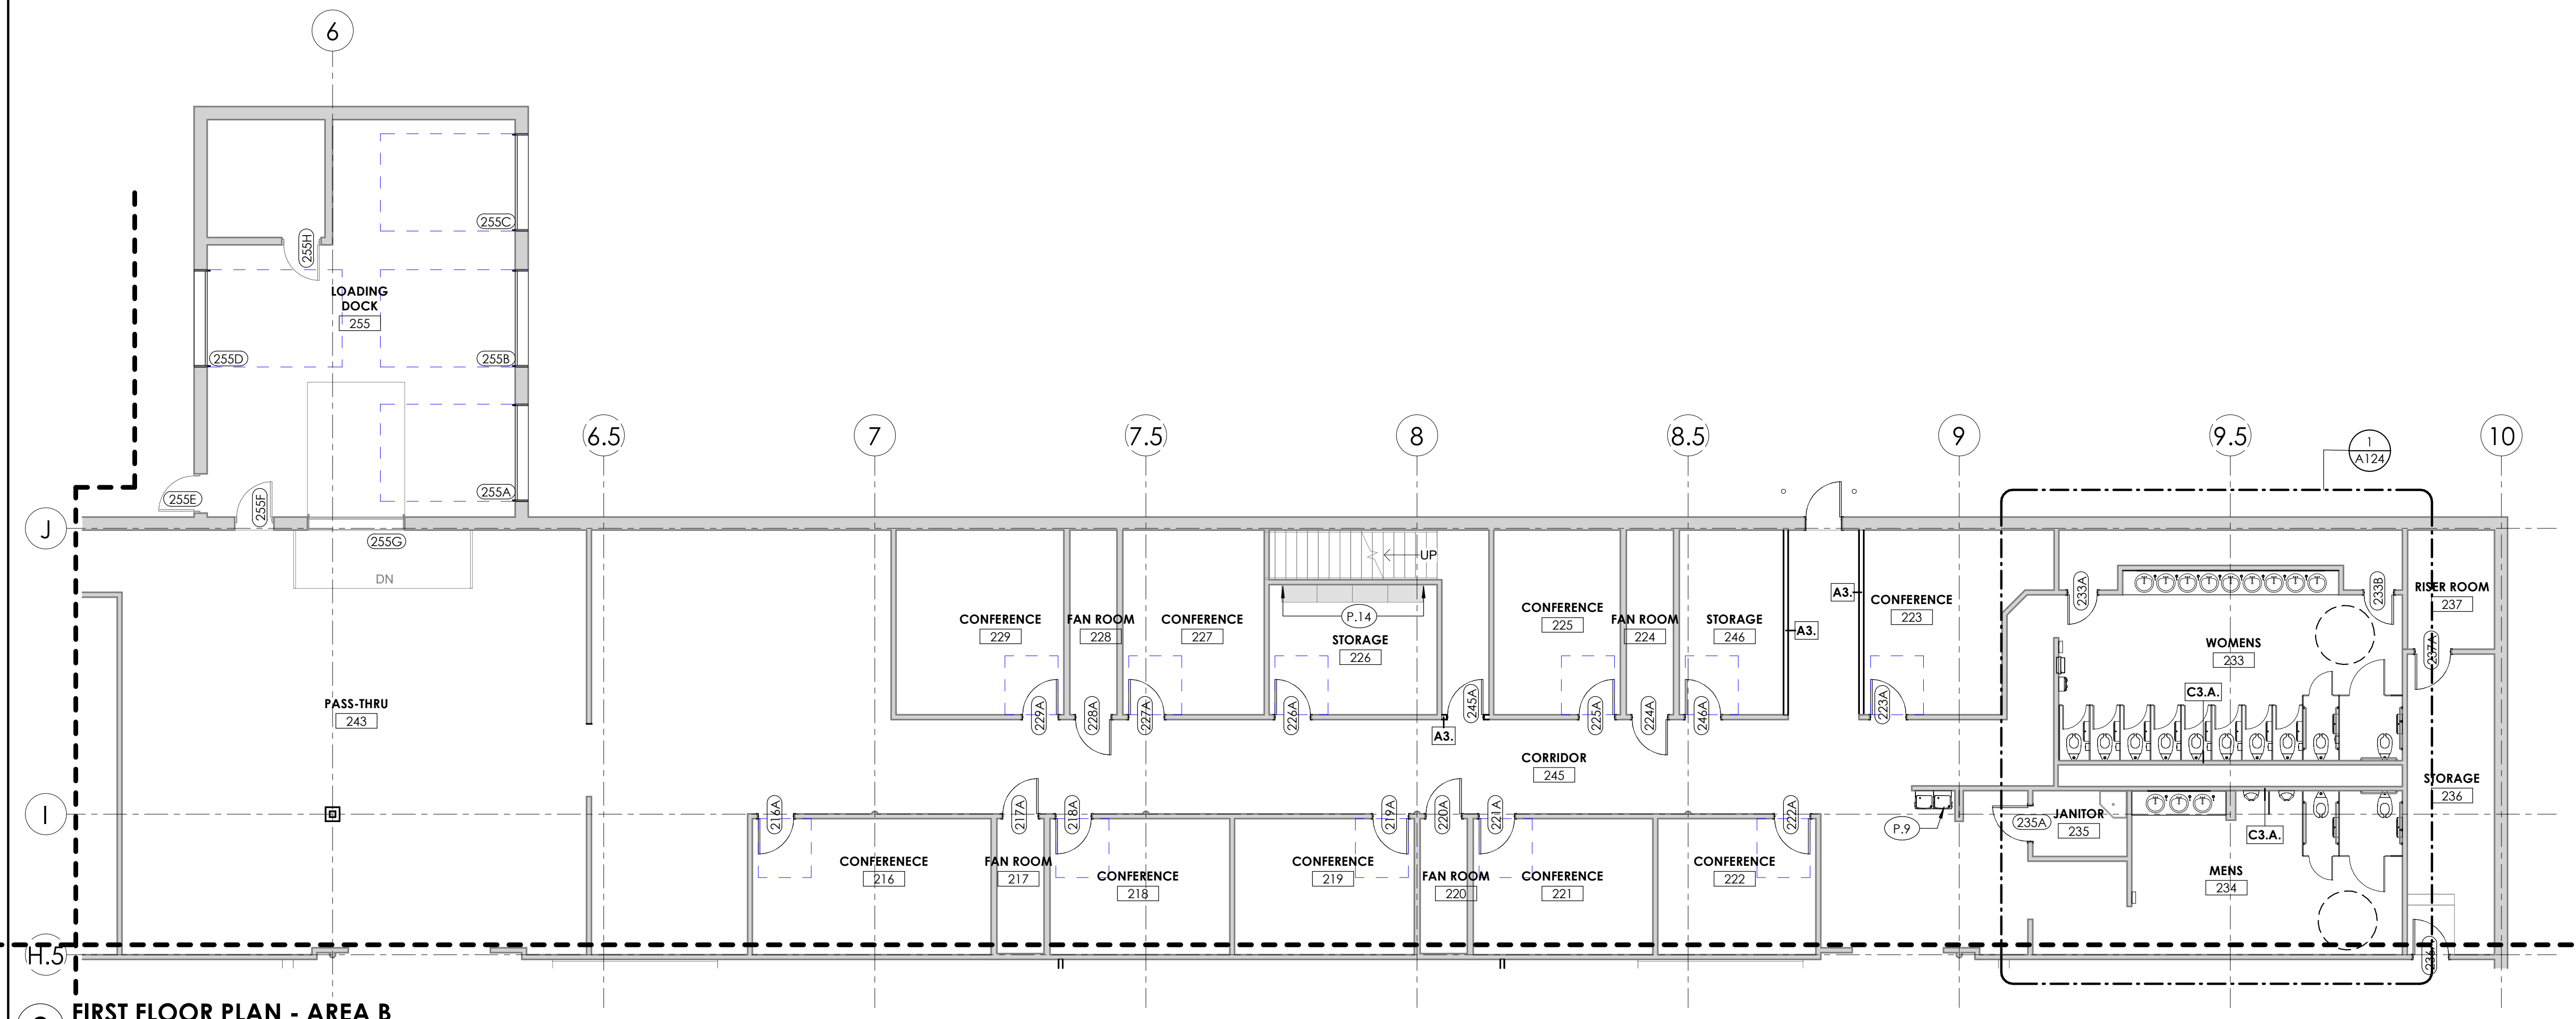 6
255C
255H
LOADING
DOCK
255
255D
255B
6.5
7
7.5
8
8.5
9
9.5
10
1
A124
255E
255F
255A
J
255G
UP
DN
CONFERENCE
229
FAN ROOM
228
CONFERENCE
227
P.14
STORAGE
226
CONFERENCE
225
FAN ROOM
224
STORAGE
246
A3.
A3.
CONFERENCE
223
233A
233B
RISER ROOM
237
WOMENS
233
237A
C3.A.
PASS-THRU
243
229A
228A
227A
226A
245A
225A
224A
246A
223A
A3.
CORRIDOR
245
STORAGE
236
I
216A
217A
218A
219A
220A
221A
222A
P.9
235A
JANITOR
235
C3.A.
CONFERENECE
216
FAN ROOM
217
CONFERENCE
218
CONFERENCE
219
FAN ROOM
220
CONFERENCE
221
CONFERENCE
222
MENS
234
H.5
FIRST FLOOR PLAN - AREA B